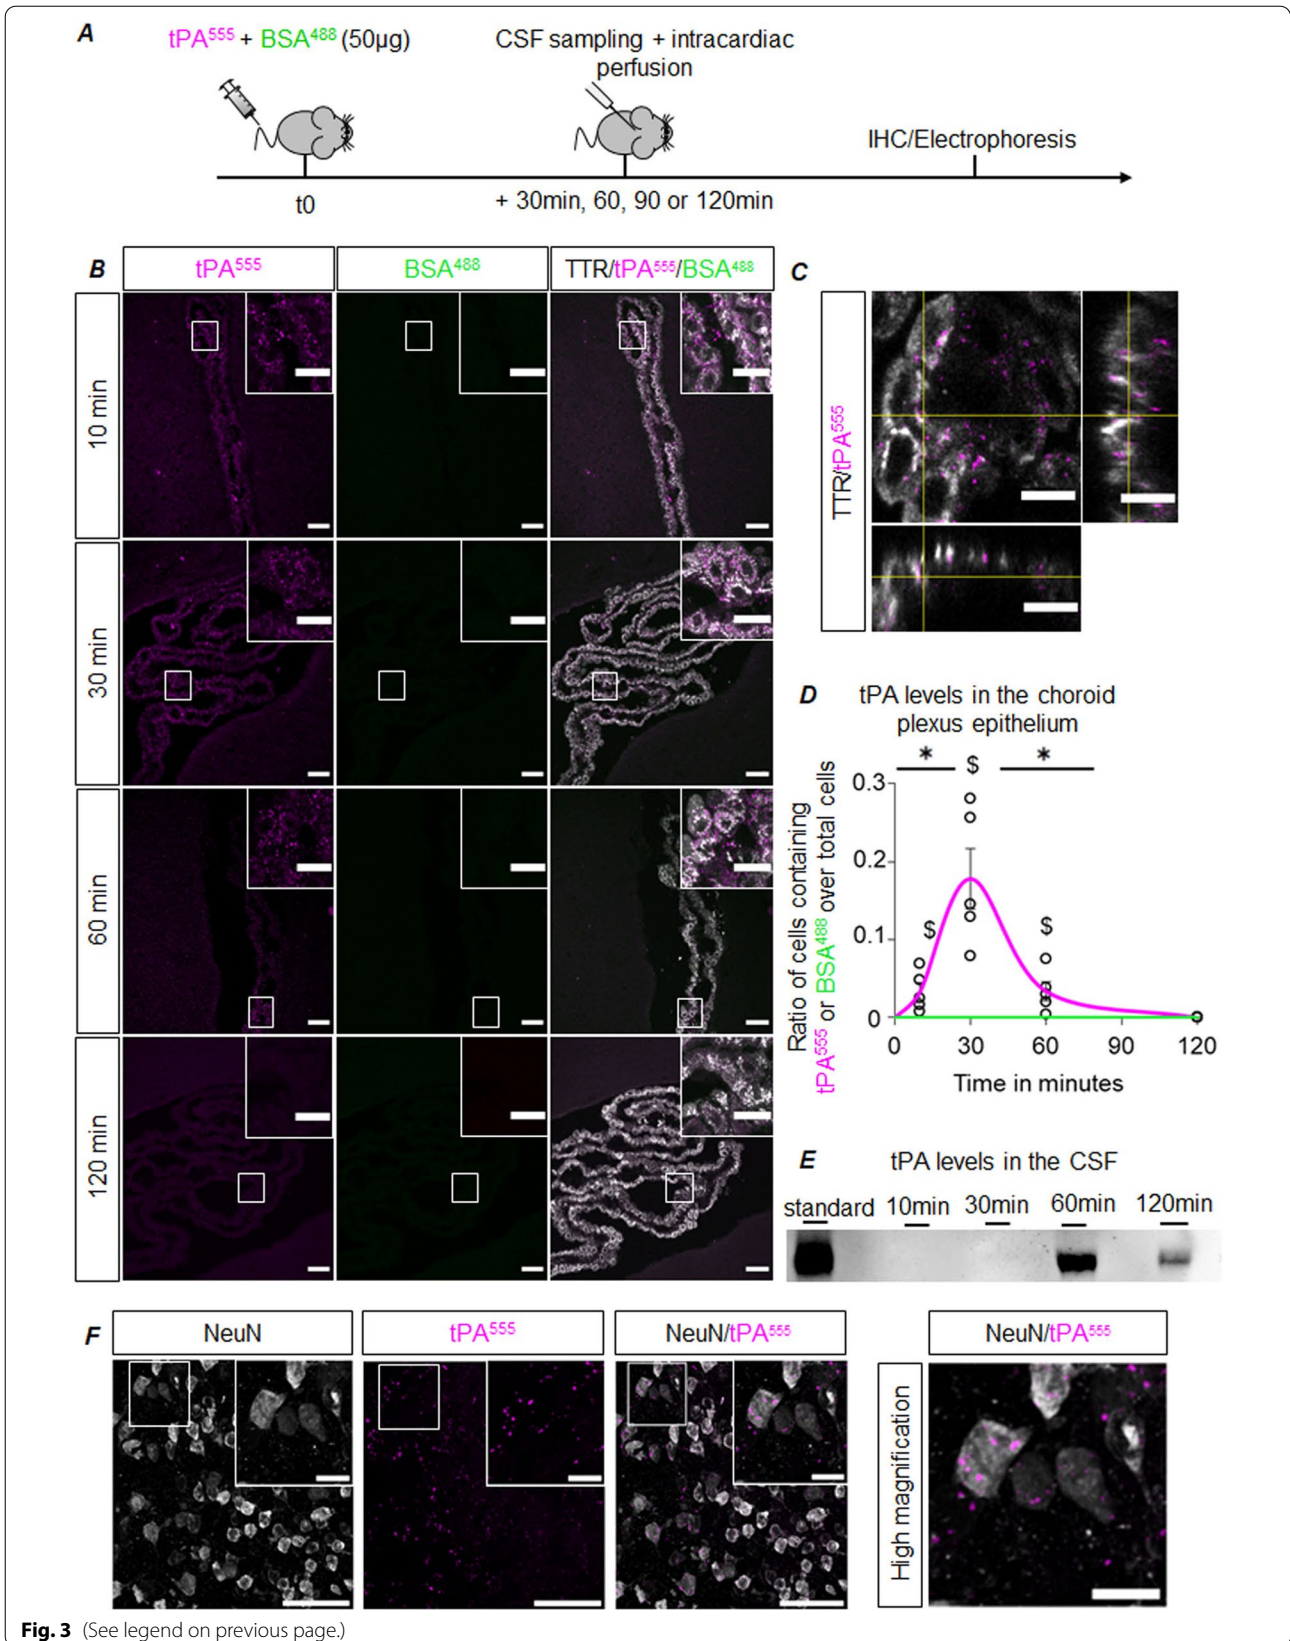 A
tPA555 + BSA488 (50µg)
CSF sampling + intracardiac
perfusion
IHC/Electrophoresis
t0
+ 30min, 60, 90 or 120min
B
tPA555
BSA488
TTR/tPA555/BSA488
10 min
30 min
60 min
120 min
C
TTR/tPA555
D
tPA levels in the choroid
plexus epithelium
* $ *
$ $
Ratio of cells containing
tPA555 or BSA488 over total cells
0.3
0.2
0.1
0
0 30 60 90 120
Time in minutes
E
tPA levels in the CSF
standard 10min 30min 60min 120min
F
NeuN
tPA555
NeuN/tPA555
NeuN/tPA555
High magnification
Fig. 3 (See legend on previous page.)